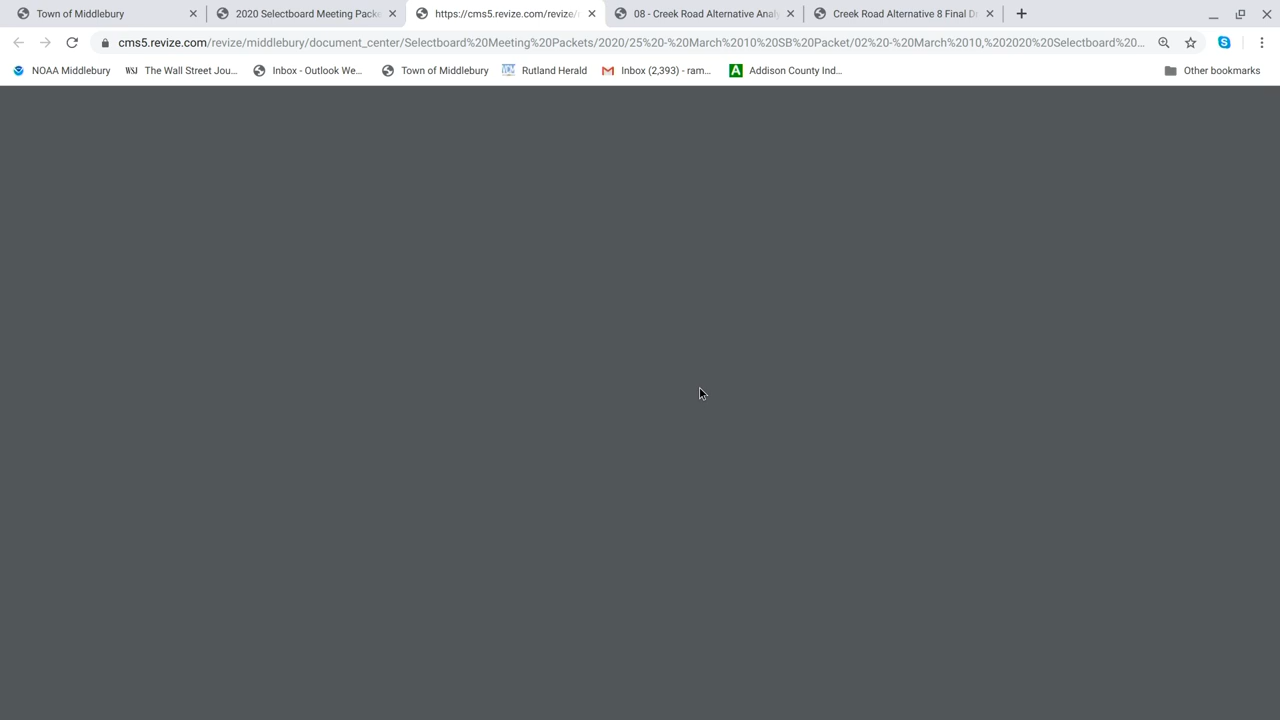 Town of Middlebury
2020 Selectboard Meeting Packe
https://cms5.revize.com/revize/
08 - Creek Road Alternative Anal
Creek Road Alternative 8 Final D
cms5.revize.com/revize/middlebury/document_center/Selectboard%20Meeting%20Packets/2020/25%20-%20March%2010%20SB%20Packet/02%20-%20March%2010,%202020%20Selectboard%20...
NOAA Middlebury
WSJ The Wall Street Jou...
Inbox - Outlook We...
Town of Middlebury
Rutland Herald
Inbox (2,393) - ram...
A Addison County Ind...
Other bookmarks